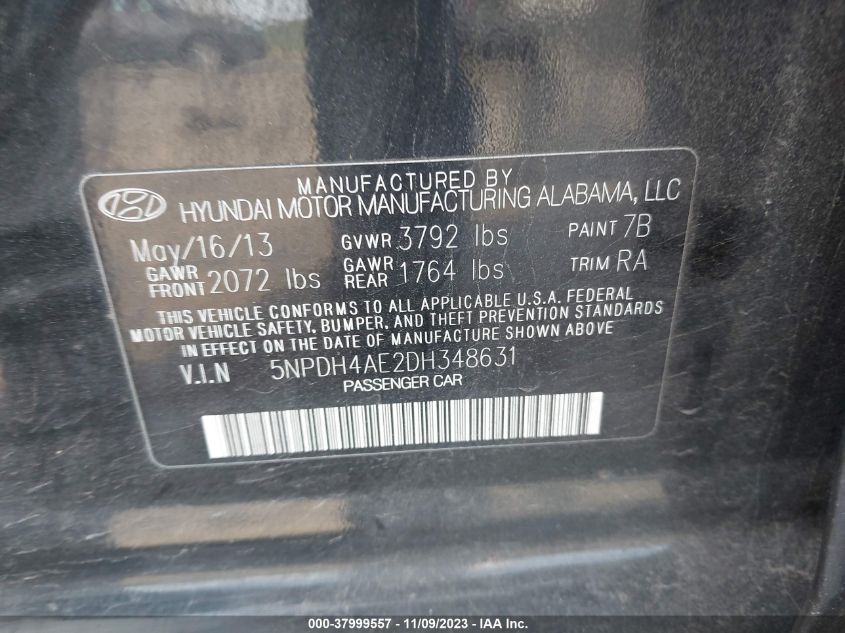 MANUFACTURED BY
HYUNDAI MOTOR MANUFACTURING ALABAMA, LLC
May/16/13 GVWR 3792 lbs PAINT 7B
GAWR FRONT 2072 lbs GAWR REAR 1764 lbs TRIM RA
THIS VEHICLE CONFORMS TO ALL APPLICABLE U.S.A. FEDERAL
MOTOR VEHICLE SAFETY, BUMPER, AND THEFT PREVENTION STANDARDS
IN EFFECT ON THE DATE OF MANUFACTURE SHOWN ABOVE
V.I.N 5NPDH4AE2DH348631
PASSENGER CAR
000-37999557 - 11/09/2023 - IAA Inc.